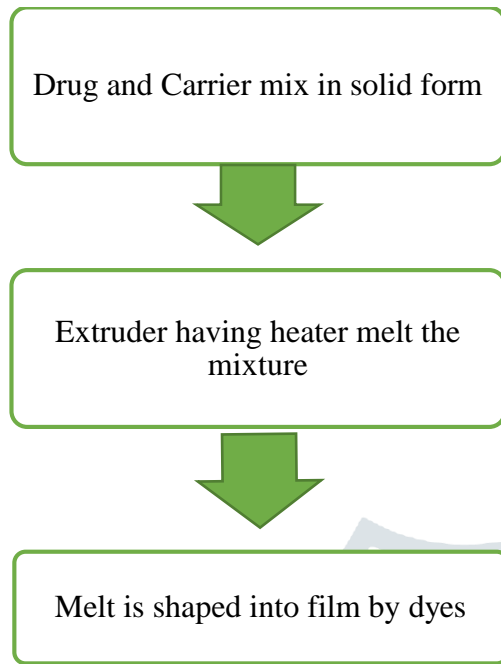 Drug and Carrier mix in solid form
Extruder having heater melt the
mixture
Melt is shaped into film by dyes